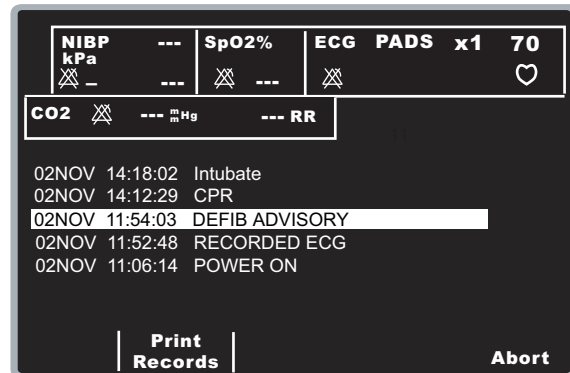 NIBP --- SpO2% ECG PADS x1 70
kPa
– --- ---
CO2 --- mmHg --- RR
02NOV 14:18:02 Intubate
02NOV 14:12:29 CPR
02NOV 11:54:03 DEFIB ADVISORY
02NOV 11:52:48 RECORDED ECG
02NOV 11:06:14 POWER ON
Print
Records Abort